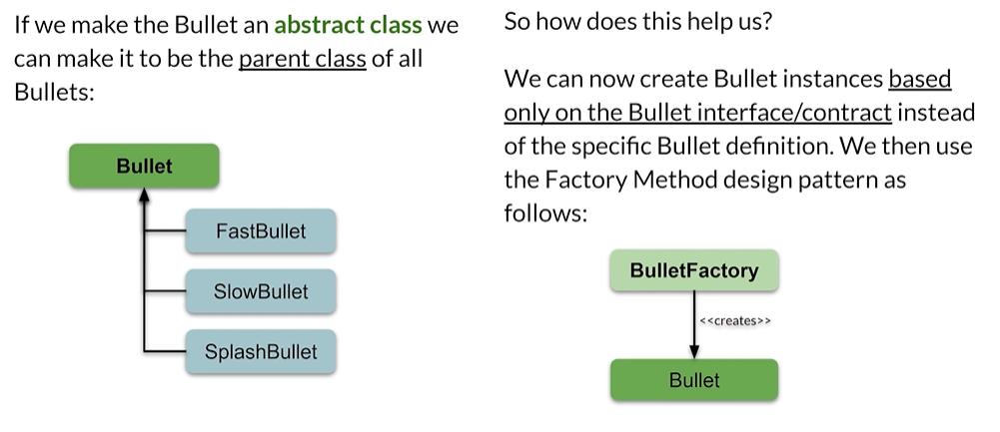 If we make the Bullet an abstract class we
can make it to be the parent class of all
Bullets:
Bullet
FastBullet
SlowBullet
SplashBullet
So how does this help us?
We can now create Bullet instances based
only on the Bullet interface/contract instead
of the specific Bullet definition. We then use
the Factory Method design pattern as
follows:
BulletFactory
<<creates>>
Bullet